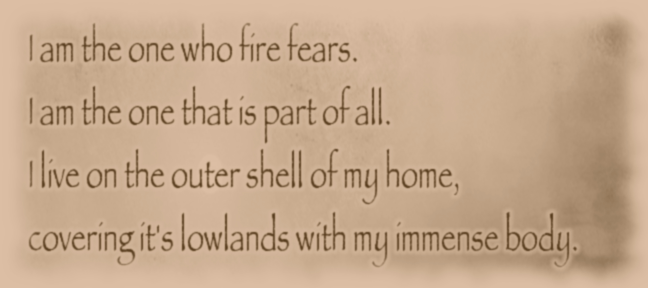 I am the one who fire fears.
I am the one that is part of all.
I live on the outer shell of my home,
covering it's lowlands with my immense body.